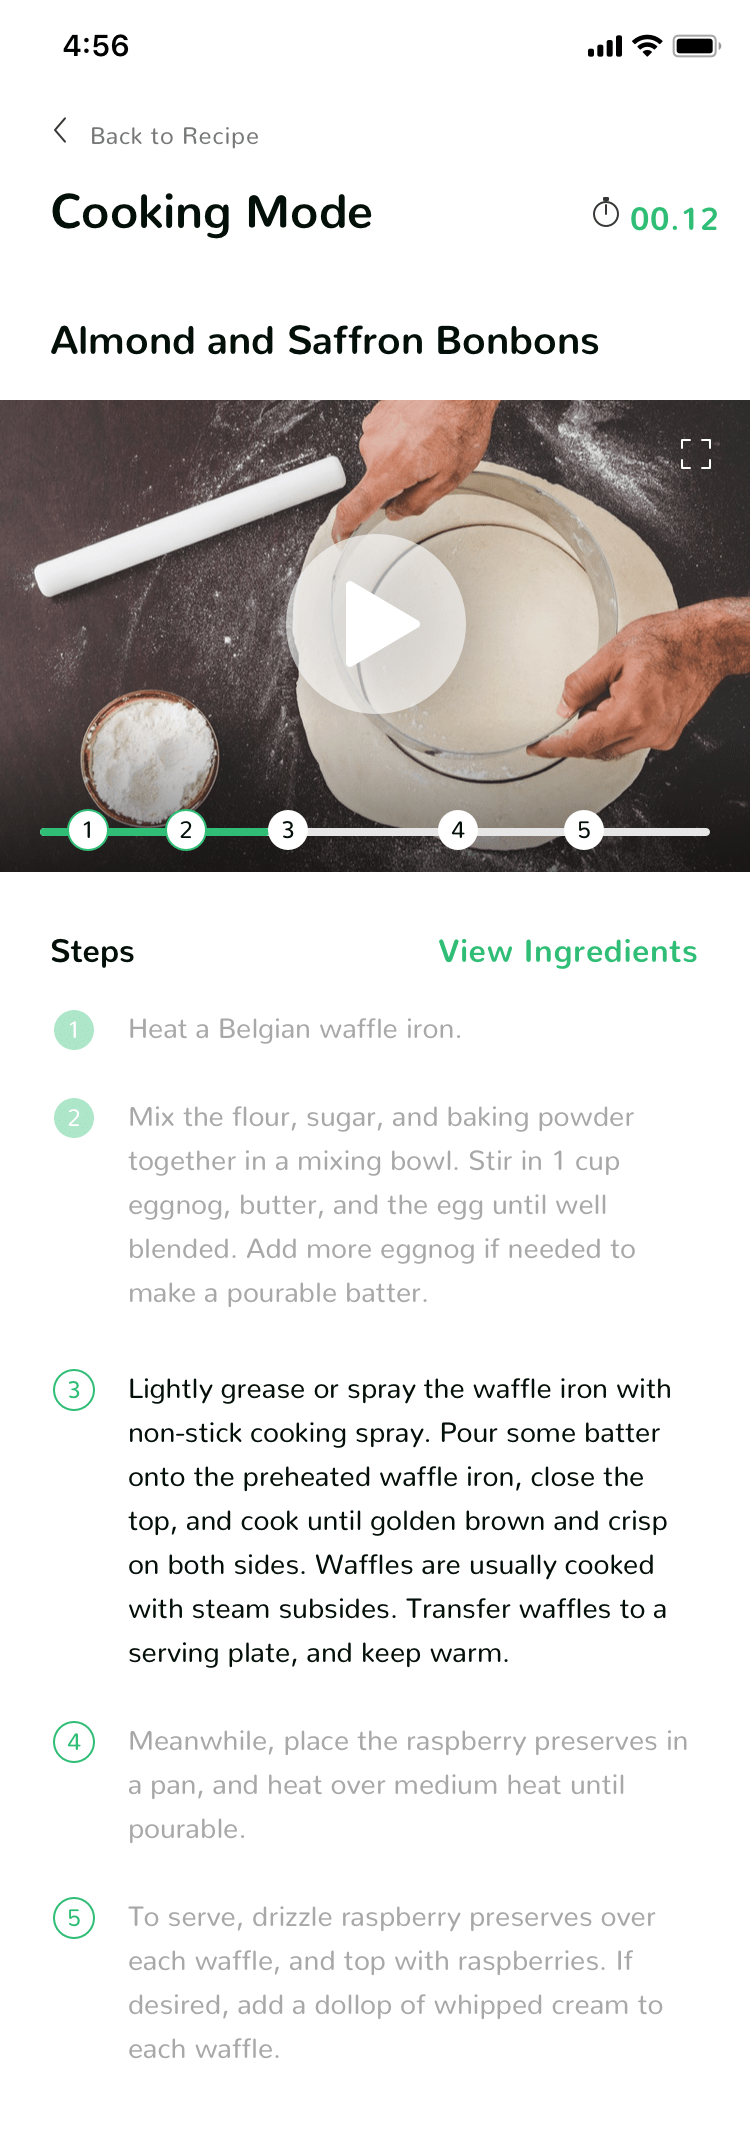 4:56
Back to Recipe
Cooking Mode
00.12
Almond and Saffron Bonbons
1 2 3 4 5
Steps
View Ingredients
1 Heat a Belgian waffle iron.
2 Mix the flour, sugar, and baking powder
together in a mixing bowl. Stir in 1 cup
eggnog, butter, and the egg until well
blended. Add more eggnog if needed to
make a pourable batter.
3 Lightly grease or spray the waffle iron with
non-stick cooking spray. Pour some batter
onto the preheated waffle iron, close the
top, and cook until golden brown and crisp
on both sides. Waffles are usually cooked
with steam subsides. Transfer waffles to a
serving plate, and keep warm.
4 Meanwhile, place the raspberry preserves in
a pan, and heat over medium heat until
pourable.
5 To serve, drizzle raspberry preserves over
each waffle, and top with raspberries. If
desired, add a dollop of whipped cream to
each waffle.